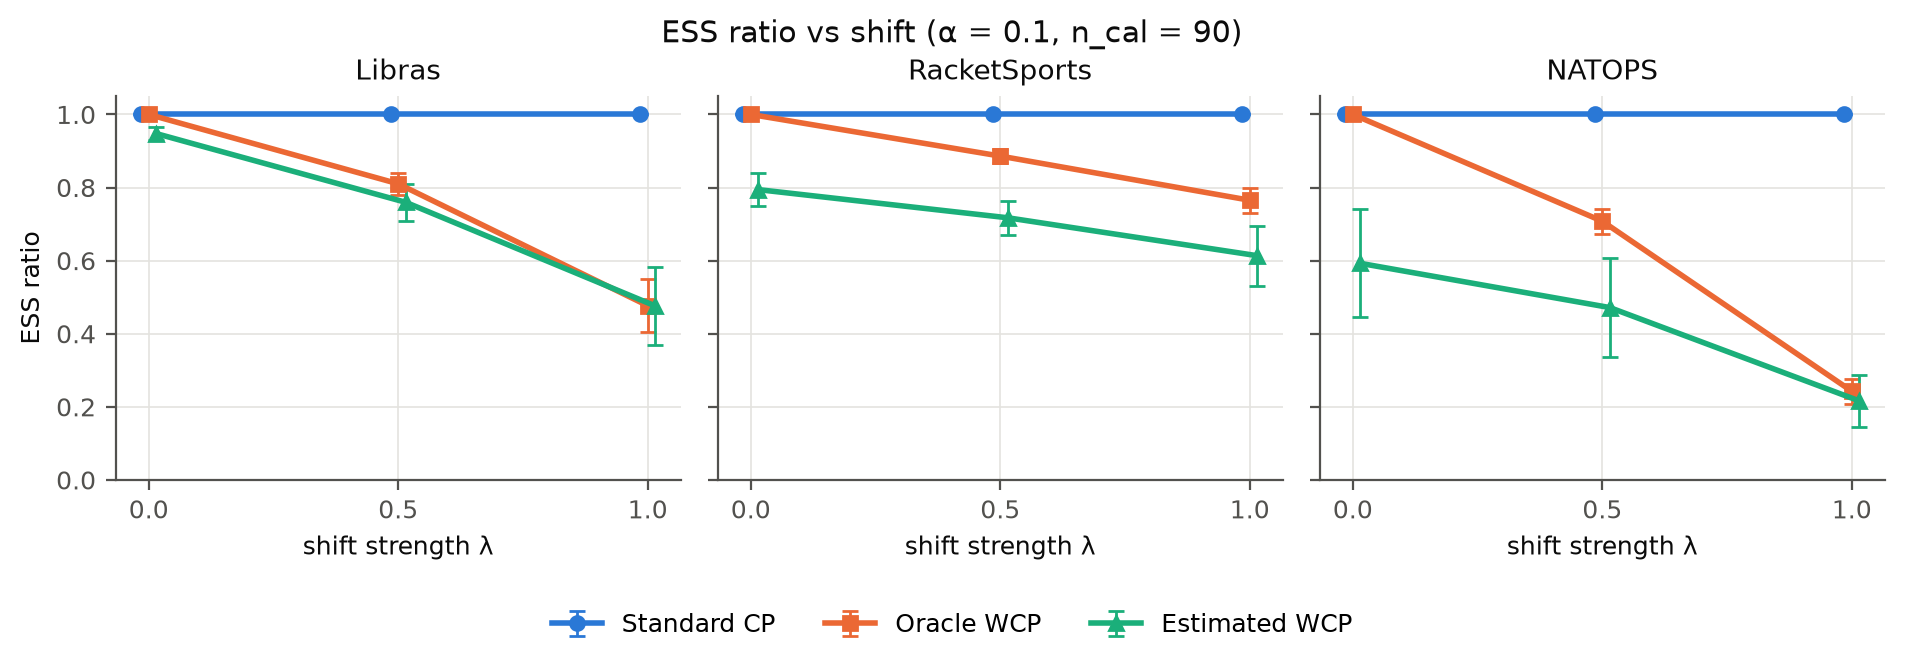 ESS ratio vs shift (α = 0.1, n_cal = 90)
Libras
RacketSports
NATOPS
ESS ratio
1.0
0.8
0.6
0.4
0.2
0.0
0.0 0.5 1.0
0.0 0.5 1.0
0.0 0.5 1.0
shift strength λ
shift strength λ
shift strength λ
Standard CP
Oracle WCP
Estimated WCP